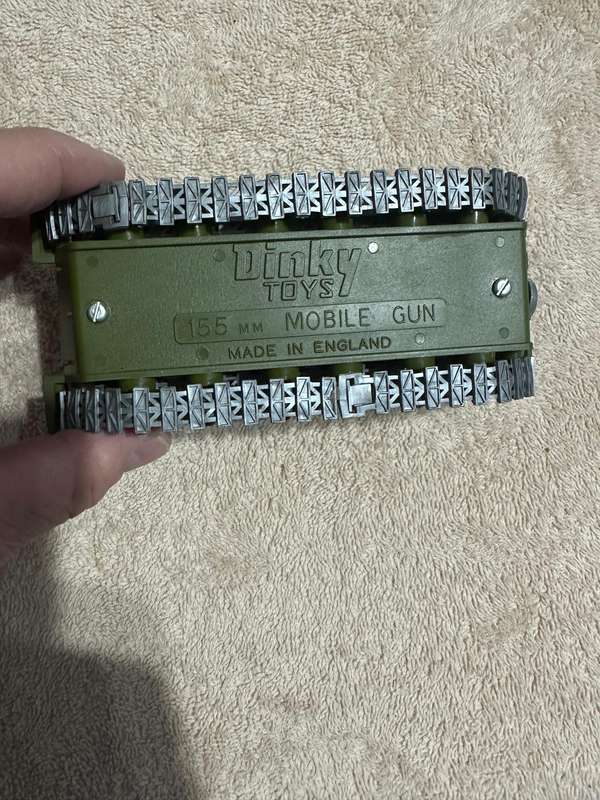 Dinky
TOYS
155 MM MOBILE GUN
MADE IN ENGLAND